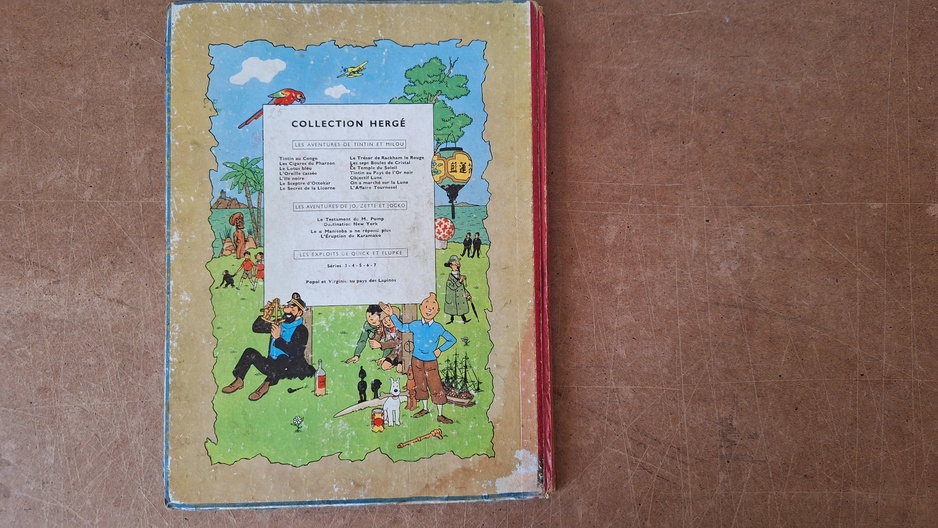 COLLECTION HERGÉ
LES AVENTURES DE TINTIN ET MILOU
Tintin au Congo
Les Cigares du Pharaon
Le Lotus bleu
L'Oreille cassée
L'Ile noire
Le Sceptre d'Ottokar
Le Secret de la Licorne
Le Trésor de Rackham le Rouge
Les sept Boules de Cristal
Le Temple du Soleil
Tintin au Pays de l'Or noir
Objectif Lune
On a marché sur la Lune
L'Affaire Tournesol
LES AVENTURES DE JO, ZETTE ET JOCKO
Le Testament de M. Pump
Destination New York
Le « Manitoba » ne répond plus
L'Éruption du Karamako
LES EXPLOITS DE QUICK ET FLUPKE
Séries 3 - 4 - 5 - 6 - 7
Popol et Virginie au pays des Lapinos